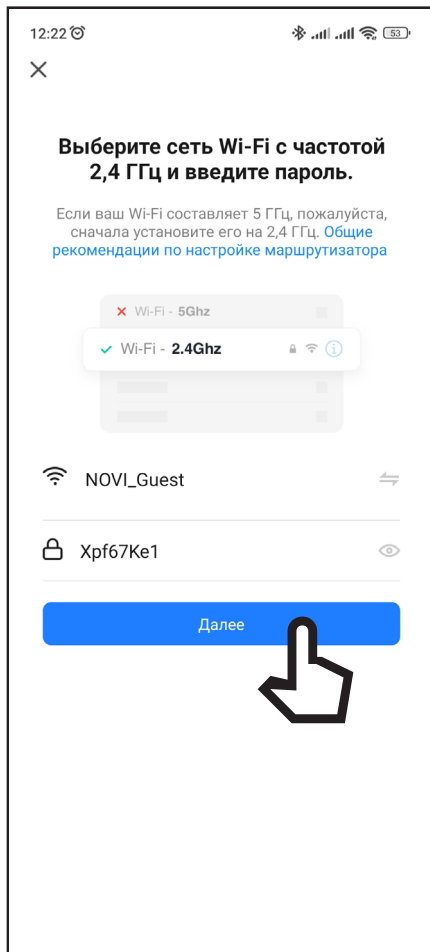 12:22
53
Выберите сеть Wi-Fi с частотой
2,4 ГГц и введите пароль.
Если ваш Wi-Fi составляет 5 ГГц, пожалуйста,
сначала установите его на 2,4 ГГц. Общие
рекомендации по настройке маршрутизатора
Wi-Fi - 5Ghz
Wi-Fi - 2.4Ghz
NOVI_Guest
Xpf67Ke1
Далее